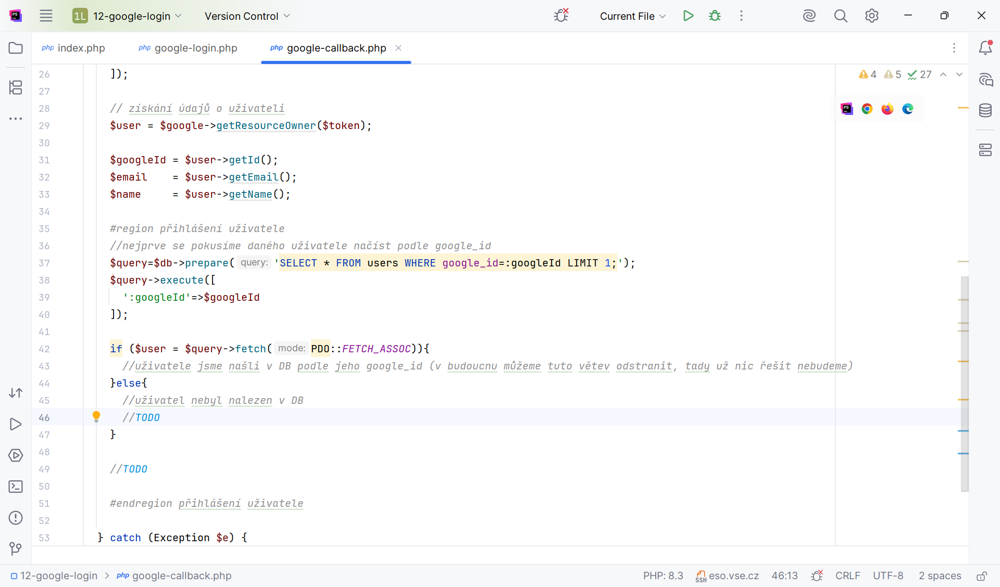 1L 12-google-login Version Control Current File
php index.php php google-login.php php google-callback.php
4 5 27
26 ]);
27
28 // získání údajů o uživateli
29 $user = $google->getResourceOwner($token);
30
31 $googleId = $user->getId();
32 $email    = $user->getEmail();
33 $name     = $user->getName();
34
35 #region přihlášení uživatele
36 //nejprve se pokusíme daného uživatele načíst podle google_id
37 $query=$db->prepare( query: 'SELECT * FROM users WHERE google_id=:googleId LIMIT 1;');
38 $query->execute([
39   ':googleId'=>$googleId
40 ]);
41
42 if ($user = $query->fetch( mode: PDO::FETCH_ASSOC)){
43   //uživatele jsme našli v DB podle jeho google_id (v budoucnu můžeme tuto větev odstranit, tady už nic řešit nebudeme)
44 }else{
45   //uživatel nebyl nalezen v DB
46   //TODO
47 }
48
49 //TODO
50
51 #endregion přihlášení uživatele
52
53 } catch (Exception $e) {
12-google-login > php google-callback.php PHP: 8.3 SSH eso.vse.cz 46:13 CRLF UTF-8 2 spaces